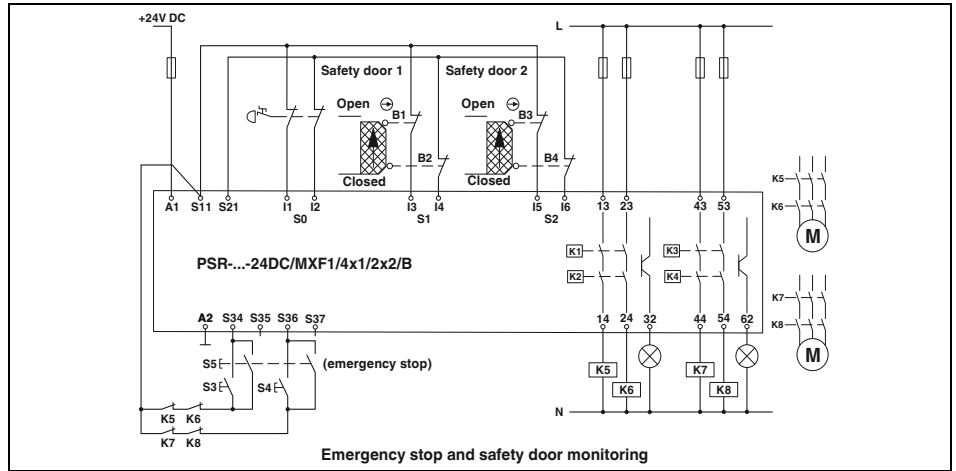 +24V DC
L
Safety door 1 Safety door 2
Open Open
B1 B3
B2 B4
Closed Closed
K5
K6
M
A1 S11 S21 I1 I2 I3 I4 I5 I6 13 23 43 53
S0 S1 S2
K1 K3
K2 K4
PSR-...-24DC/MXF1/4x1/2x2/B
K7
K8
M
A2 S34 S35 S36 S37 14 24 32 44 54 62
S5 (emergency stop)
S3 S4
K5 K7
K6 K8
K5 K6
N
K7 K8
Emergency stop and safety door monitoring